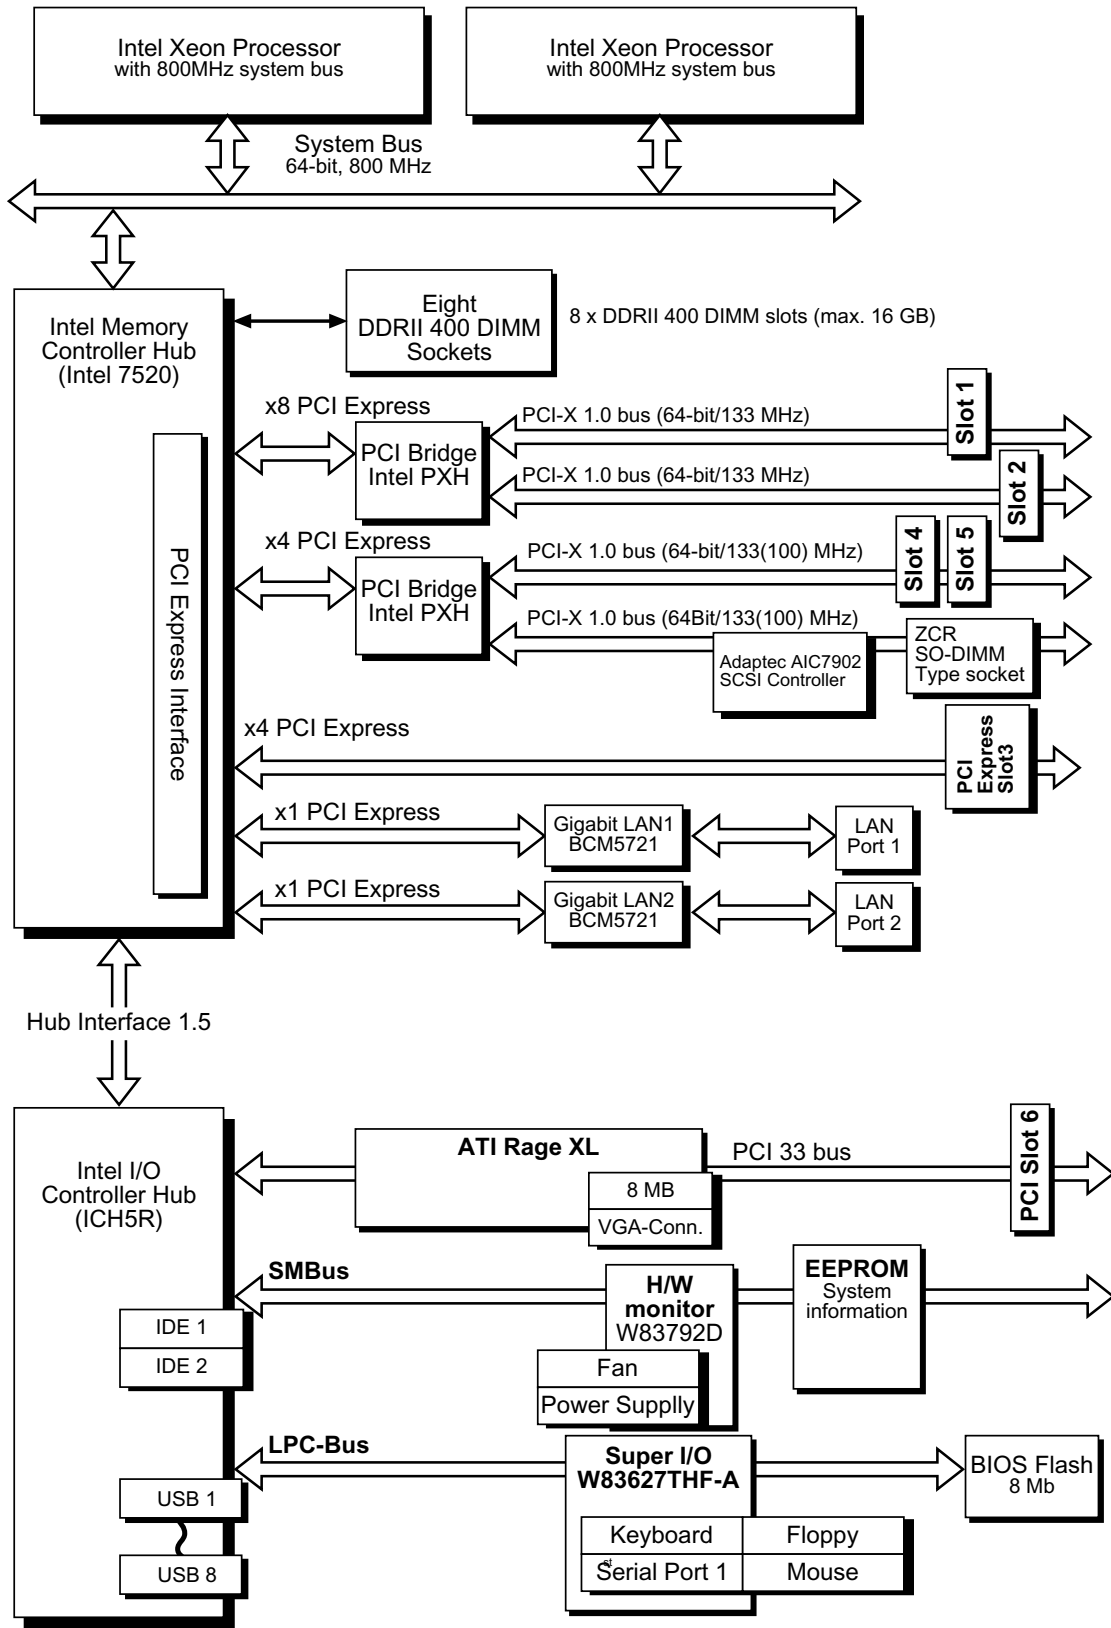 Intel Xeon Processor
with 800MHz system bus
Intel Xeon Processor
with 800MHz system bus
System Bus
64-bit, 800 MHz
Intel Memory
Controller Hub
(Intel 7520)
Eight
DDRII 400 DIMM
Sockets
8 x DDRII 400 DIMM slots (max. 16 GB)
PCI Express Interface
x8 PCI Express
PCI Bridge
Intel PXH
PCI-X 1.0 bus (64-bit/133 MHz)
Slot 1
PCI-X 1.0 bus (64-bit/133 MHz)
Slot 2
x4 PCI Express
PCI Bridge
Intel PXH
PCI-X 1.0 bus (64-bit/133(100) MHz)
Slot 4
Slot 5
PCI-X 1.0 bus (64Bit/133(100) MHz)
Adaptec AIC7902
SCSI Controller
ZCR
SO-DIMM
Type socket
x4 PCI Express
PCI
Express
Slot3
x1 PCI Express
Gigabit LAN1
BCM5721
LAN
Port 1
x1 PCI Express
Gigabit LAN2
BCM5721
LAN
Port 2
Hub Interface 1.5
Intel I/O
Controller Hub
(ICH5R)
ATI Rage XL
8 MB
VGA-Conn.
PCI 33 bus
PCI Slot 6
SMBus
H/W
monitor
W83792D
Fan
Power Supplly
EEPROM
System
information
IDE 1
IDE 2
LPC-Bus
Super I/O
W83627THF-A
BIOS Flash
8 Mb
USB 1
USB 8
Keyboard
Floppy
st
Serial Port 1
Mouse